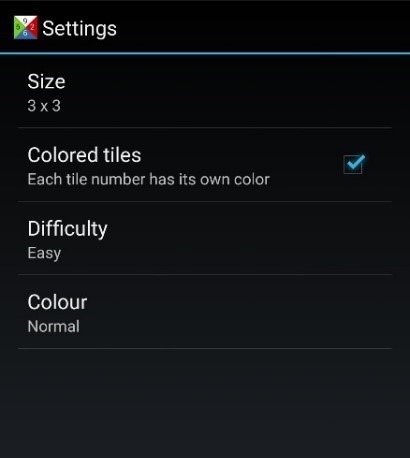 Settings
Size
3 x 3
Colored tiles
Each tile number has its own color
Difficulty
Easy
Colour
Normal